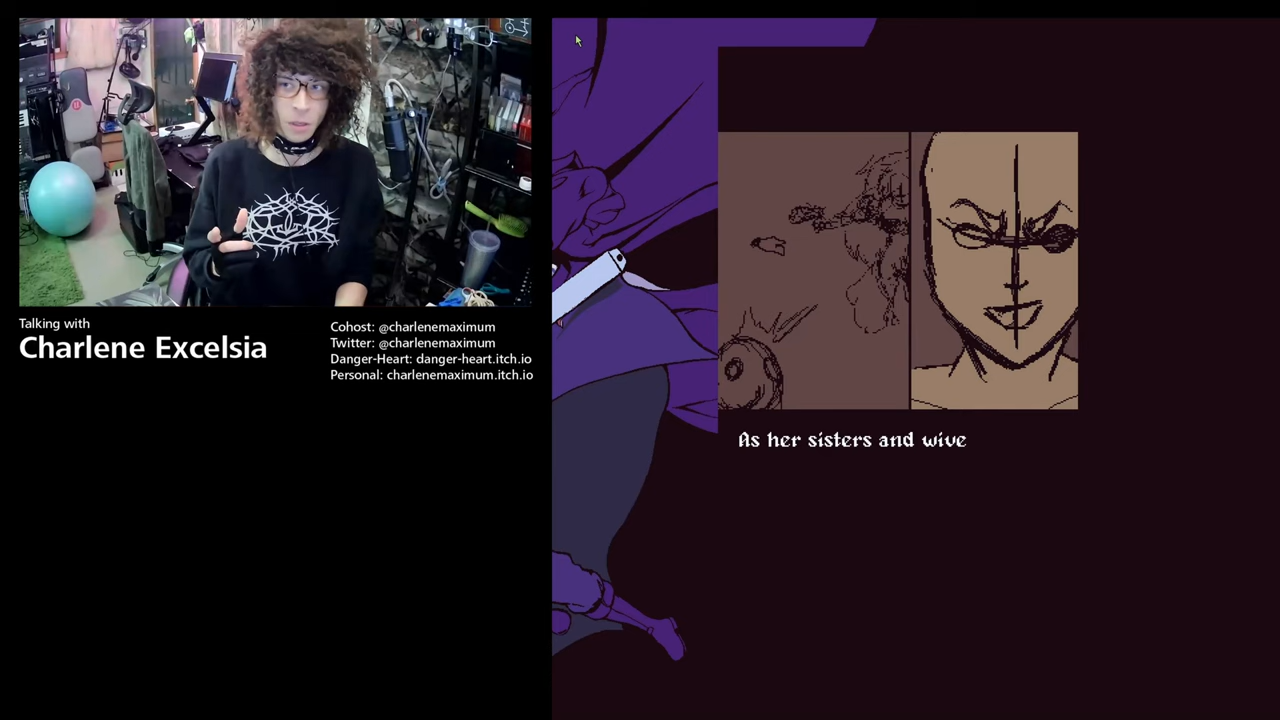 Talking with
Charlene Excelsia
Cohost: @charlenemaximum
Twitter: @charlenemaximum
Danger-Heart: danger-heart.itch.io
Personal: charlenemaximum.itch.io
As her sisters and wive